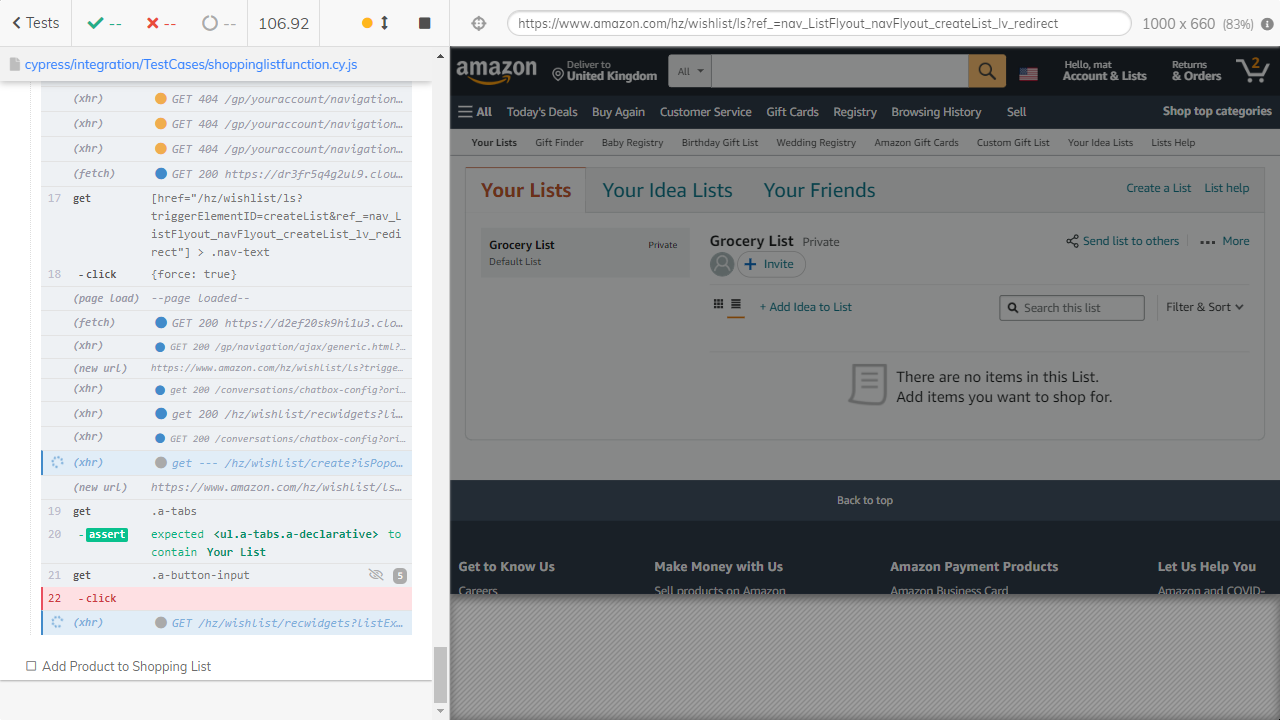 Tests
--
--
--
106.92
https://www.amazon.com/hz/wishlist/ls?ref_=nav_ListFlyout_navFlyout_createList_lv_redirect
1000 x 660 (83%)
cypress/integration/TestCases/shoppinglistfunction.cy.js
(xhr) GET 404 /gp/youraccount/navigation…
(xhr) GET 404 /gp/youraccount/navigation…
(xhr) GET 404 /gp/youraccount/navigation…
(fetch) GET 200 https://dr3fr5q4g2ul9.clou…
17 get [href="/hz/wishlist/ls?
triggerElementID=createList&ref_=nav_L
istFlyout_navFlyout_createList_lv_redi
rect"] > .nav-text
18 -click {force: true}
(page load) --page loaded--
(fetch) GET 200 https://d2ef20sk9hi1u3.clo…
(xhr) GET 200 /gp/navigation/ajax/generic.html?…
(new url) https://www.amazon.com/hz/wishlist/ls?trigge…
(xhr) get 200 /conversations/chatbox-config?ori…
(xhr) get 200 /hz/wishlist/recwidgets?li…
(xhr) GET 200 /conversations/chatbox-config?ori…
(xhr) get --- /hz/wishlist/create?isPopo…
(new url) https://www.amazon.com/hz/wishlist/ls…
19 get .a-tabs
20 -assert expected <ul.a-tabs.a-declarative> to
contain Your List
21 get .a-button-input 5
22 -click
(xhr) GET /hz/wishlist/recwidgets?listEx…
Add Product to Shopping List
amazon
Deliver to
United Kingdom
All
Hello, mat
Account & Lists
Returns
& Orders
2
All Today's Deals Buy Again Customer Service Gift Cards Registry Browsing History Sell Shop top categories
Your Lists Gift Finder Baby Registry Birthday Gift List Wedding Registry Amazon Gift Cards Custom Gift List Your Idea Lists Lists Help
Your Lists Your Idea Lists Your Friends Create a List List help
Grocery List Private
Default List
Grocery List Private Send list to others More
Invite
+ Add Idea to List Search this list Filter & Sort
There are no items in this List.
Add items you want to shop for.
Back to top
Get to Know Us Make Money with Us Amazon Payment Products Let Us Help You
Careers Sell products on Amazon Amazon Business Card Amazon and COVID-